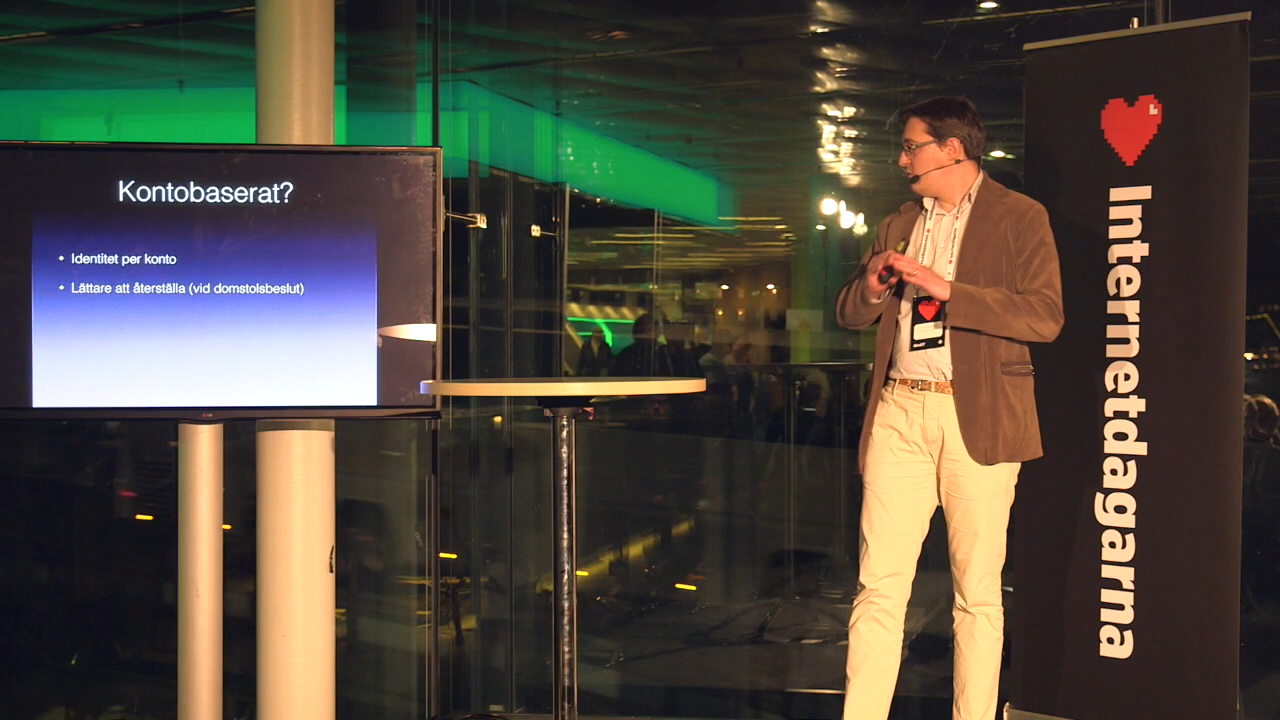 Kontobaserat?
• Identitet per konto
• Lättare att återställa (vid domstolsbeslut)
Internetdagarna